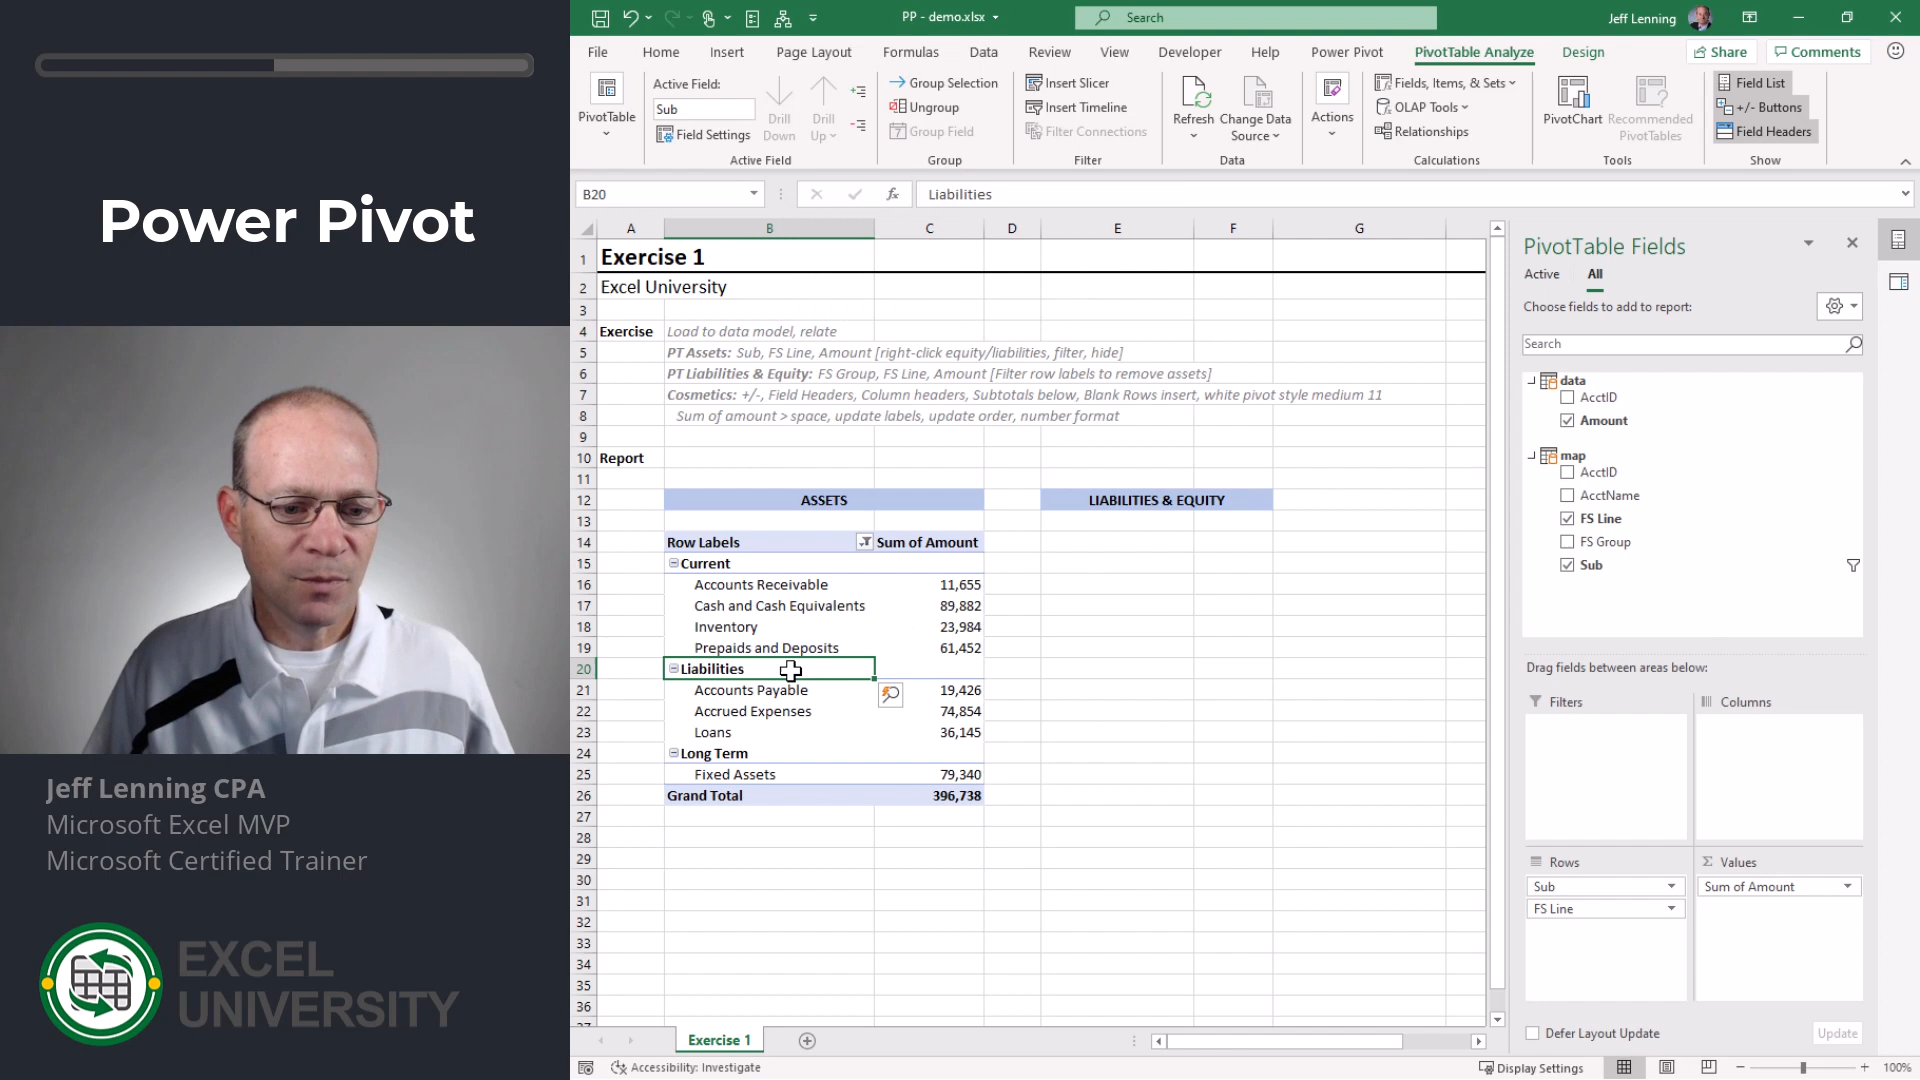 Power Pivot
Jeff Lenning CPA
Microsoft Excel MVP
Microsoft Certified Trainer
EXCEL
UNIVERSITY
PP - demo.xlsx
Search
Jeff Lenning
File Home Insert Page Layout Formulas Data Review View Developer Help Power Pivot PivotTable Analyze Design Share Comments
PivotTable
Active Field:
Sub
Field Settings
Drill Down
Drill Up
Active Field
Group Selection
Ungroup
Group Field
Group
Insert Slicer
Insert Timeline
Filter Connections
Filter
Refresh
Change Data Source
Data
Actions
Fields, Items, & Sets
OLAP Tools
Relationships
Calculations
PivotChart
Recommended PivotTables
Tools
Field List
+/- Buttons
Field Headers
Show
B20
fx
Liabilities
A B C D E F G
1 Exercise 1
2 Excel University
3
4 Exercise Load to data model, relate
5 PT Assets: Sub, FS Line, Amount [right-click equity/liabilities, filter, hide]
6 PT Liabilities & Equity: FS Group, FS Line, Amount [Filter row labels to remove assets]
7 Cosmetics: +/-, Field Headers, Column headers, Subtotals below, Blank Rows insert, white pivot style medium 11
8 Sum of amount > space, update labels, update order, number format
9
10 Report
11
12 ASSETS LIABILITIES & EQUITY
13
14 Row Labels Sum of Amount
15 Current
16 Accounts Receivable 11,655
17 Cash and Cash Equivalents 89,882
18 Inventory 23,984
19 Prepaids and Deposits 61,452
20 Liabilities
21 Accounts Payable 19,426
22 Accrued Expenses 74,854
23 Loans 36,145
24 Long Term
25 Fixed Assets 79,340
26 Grand Total 396,738
27
28
29
30
31
32
33
34
35
36
37
Exercise 1
Accessibility: Investigate
Display Settings
100%
PivotTable Fields
Active All
Choose fields to add to report:
Search
data
AcctID
Amount
map
AcctID
AcctName
FS Line
FS Group
Sub
Drag fields between areas below:
Filters
Columns
Rows
Sub
FS Line
Σ Values
Sum of Amount
Defer Layout Update
Update